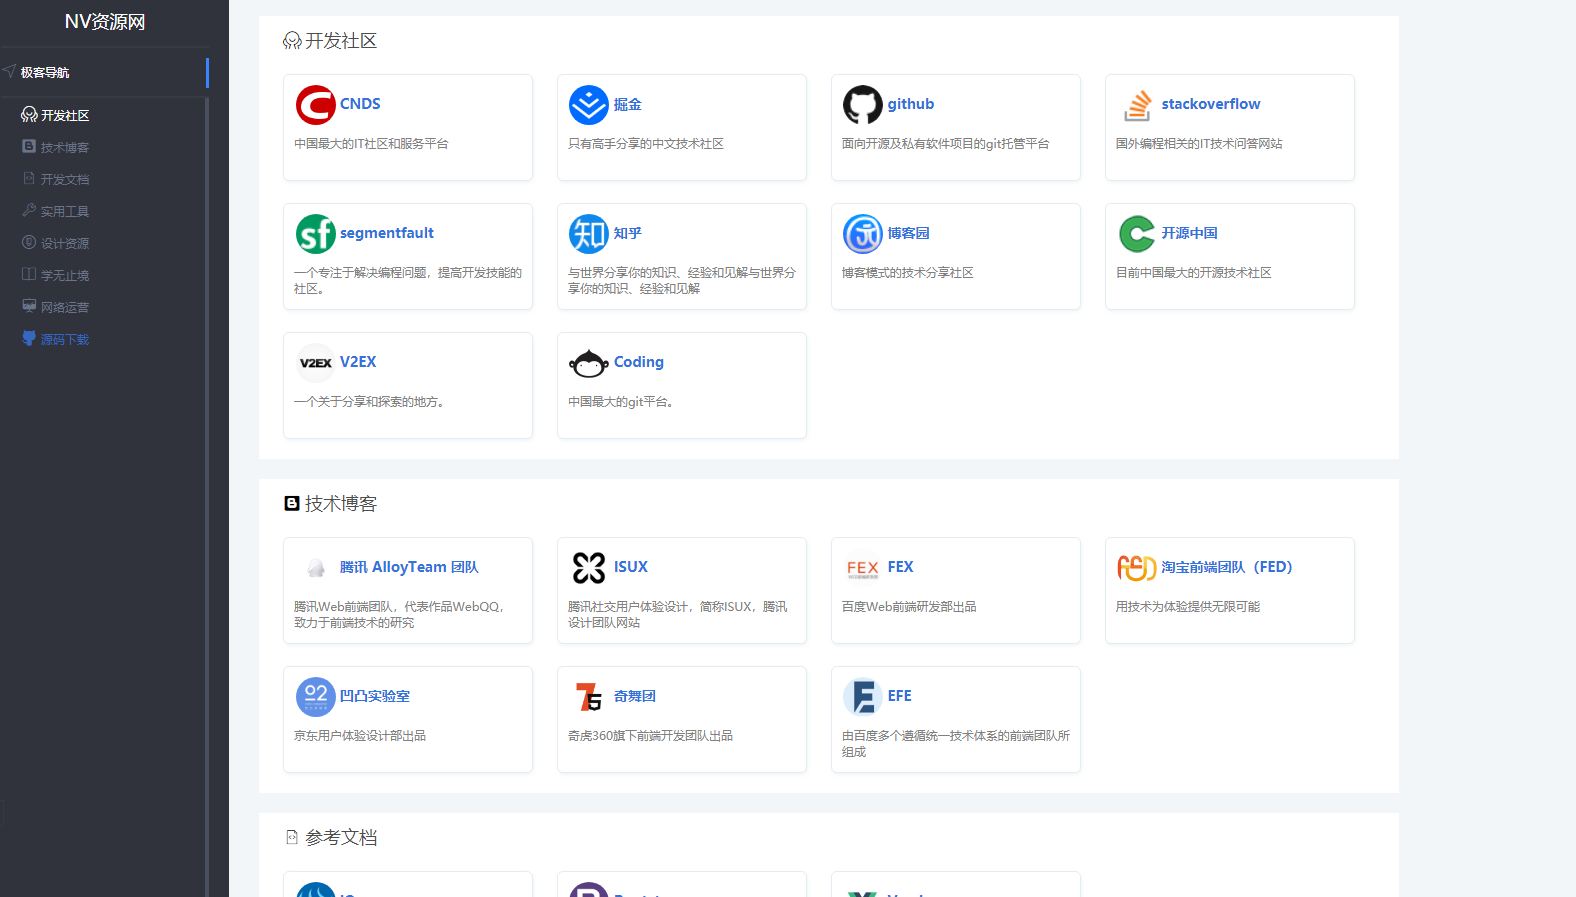 NV资源网
极客导航
开发社区
技术博客
开发文档
实用工具
设计资源
学无止境
网络运营
源码下载
开发社区
CNDS
中国最大的IT社区和服务平台
掘金
只有高手分享的中文技术社区
github
面向开源及私有软件项目的git托管平台
stackoverflow
国外编程相关的IT技术问答网站
sf
segmentfault
一个专注于解决编程问题，提高开发技能的
社区。
知
知乎
与世界分享你的知识、经验和见解与世界分
享你的知识、经验和见解
博客园
博客模式的技术分享社区
开源中国
目前中国最大的开源技术社区
V2EX
V2EX
一个关于分享和探索的地方。
Coding
中国最大的git平台。
技术博客
腾讯 AlloyTeam 团队
腾讯Web前端团队，代表作品WebQQ，
致力于前端技术的研究
ISUX
腾讯社交用户体验设计，简称ISUX，腾讯
设计团队网站
FEX
FEX
百度Web前端研发部出品
FED
淘宝前端团队（FED）
用技术为体验提供无限可能
凹凸实验室
京东用户体验设计部出品
75
奇舞团
奇虎360旗下前端开发团队出品
EFE
由百度多个遵循统一技术体系的前端团队所
组成
参考文档